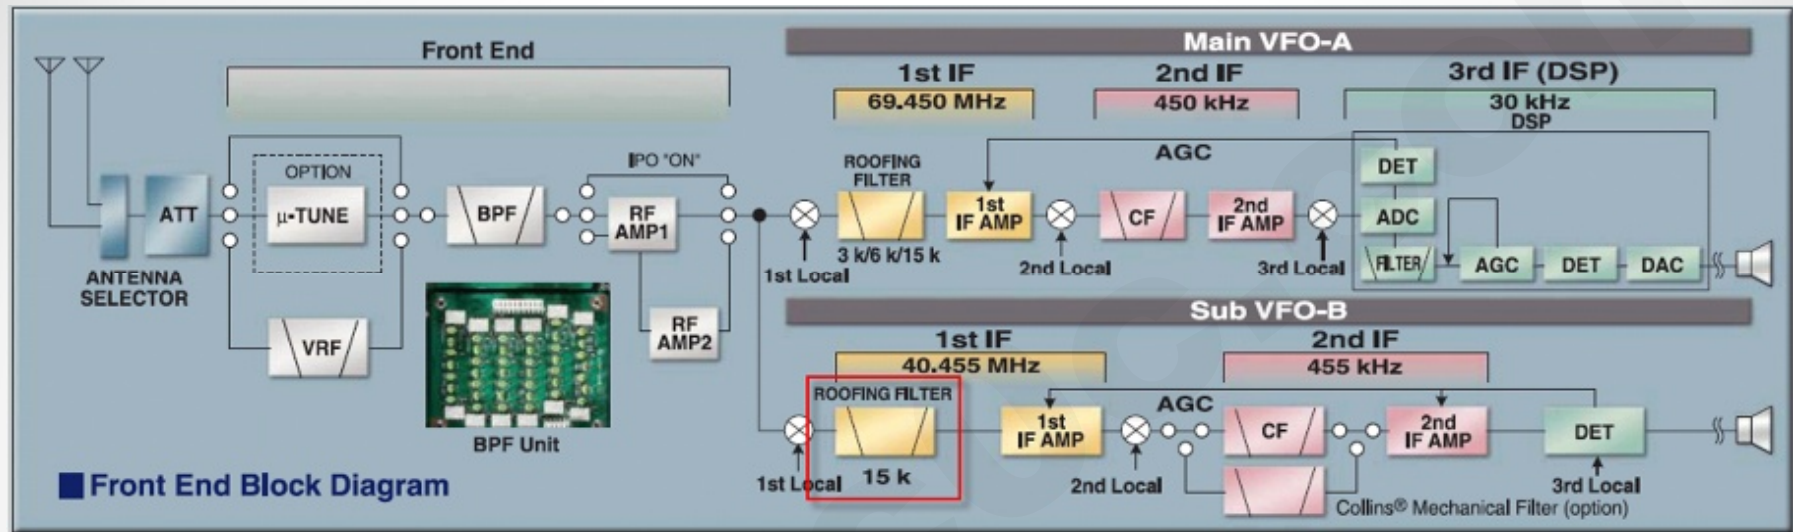 Front End
Main VFO-A
1st IF
69.450 MHz
2nd IF
450 kHz
3rd IF (DSP)
30 kHz
DSP
OPTION
µ-TUNE
ATT
ANTENNA
SELECTOR
VRF
BPF
BPF Unit
IPO "ON"
RF
AMP1
RF
AMP2
1st Local
ROOFING
FILTER
3 k/6 k/15 k
1st
IF AMP
AGC
2nd Local
CF
2nd
IF AMP
3rd Local
DET
ADC
FILTER
AGC
DET
DAC
Sub VFO-B
1st IF
40.455 MHz
2nd IF
455 kHz
1st Local
ROOFING FILTER
15 k
1st
IF AMP
AGC
2nd Local
CF
Collins® Mechanical Filter (option)
2nd
IF AMP
DET
3rd Local
Front End Block Diagram